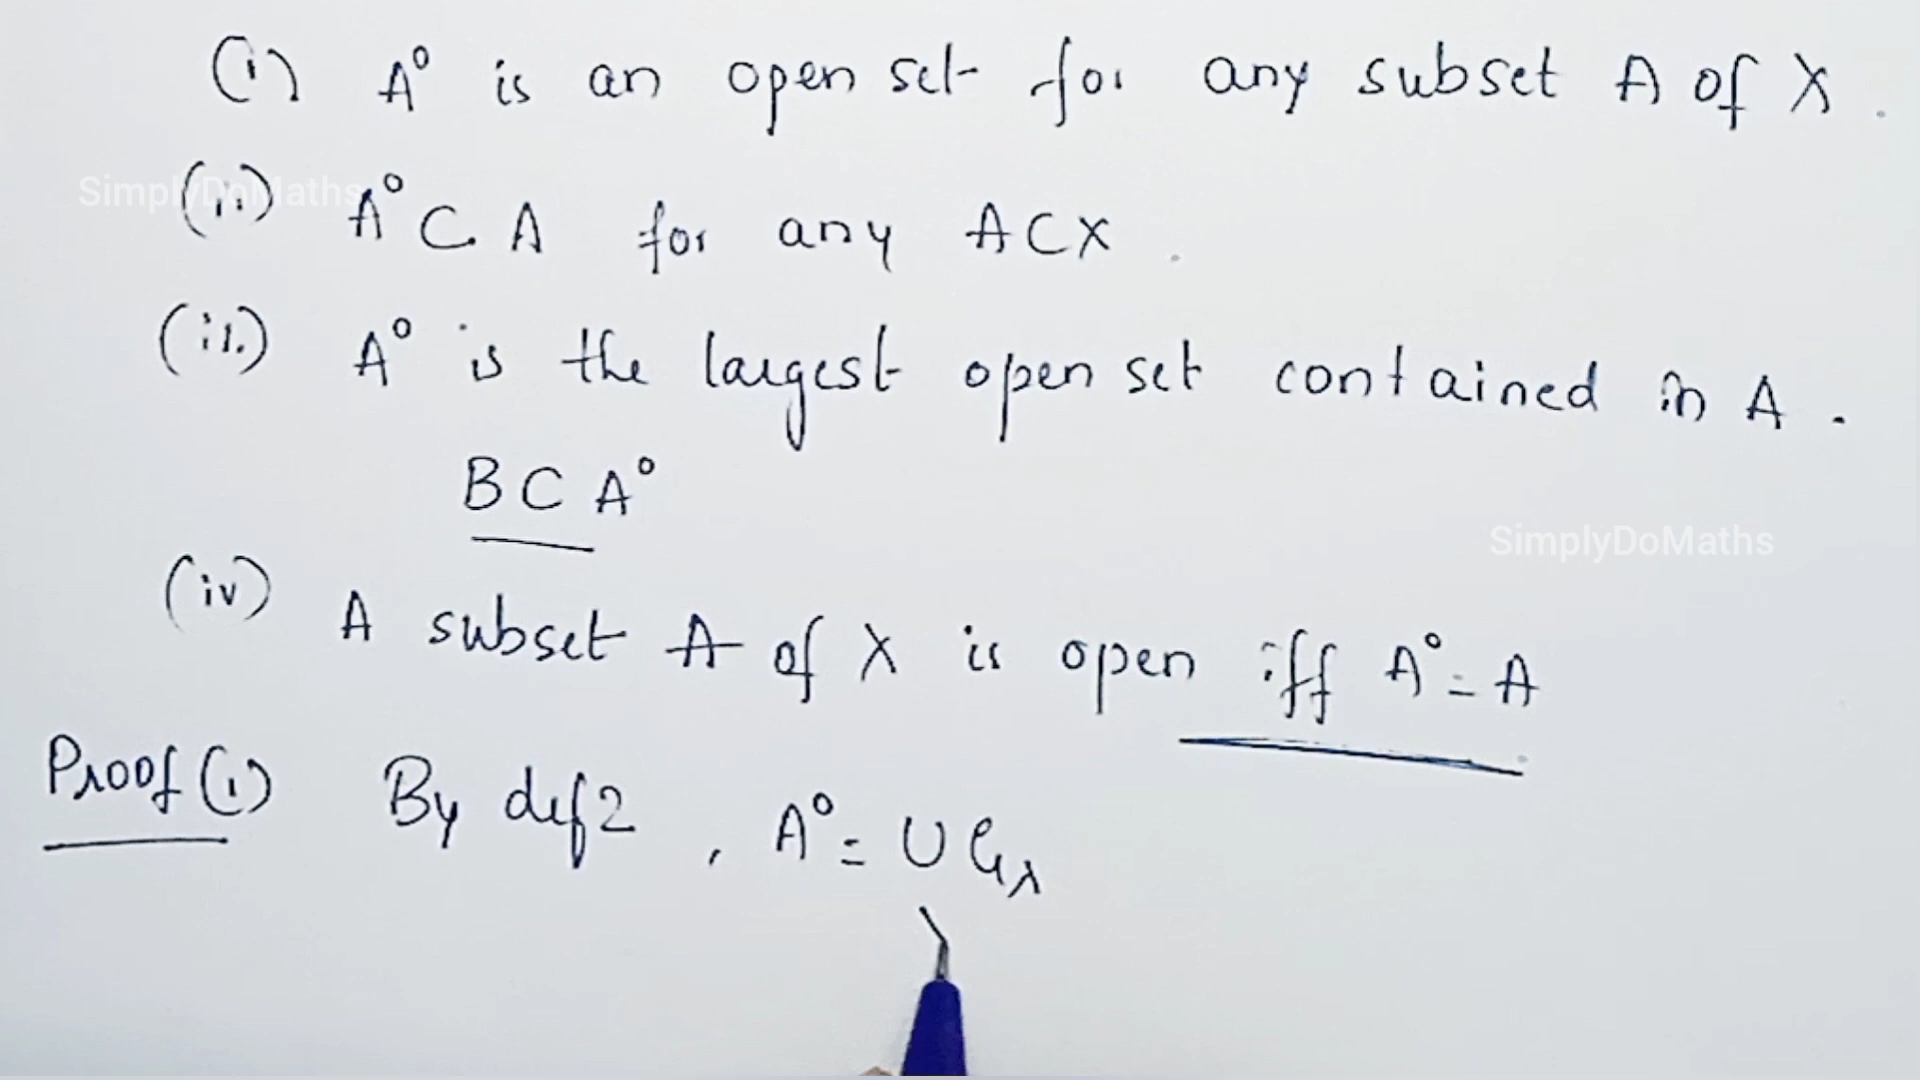 (i) A° is an open set for any subset A of X.
SimplyDoMaths
(ii) A° ⊂ A for any A ⊂ X.
(iii) A° is the largest open set contained in A.
B ⊂ A°
SimplyDoMaths
(iv) A subset A of X is open iff A° = A
Proof (i) By def 2, A° = ∪ Gλ
λ